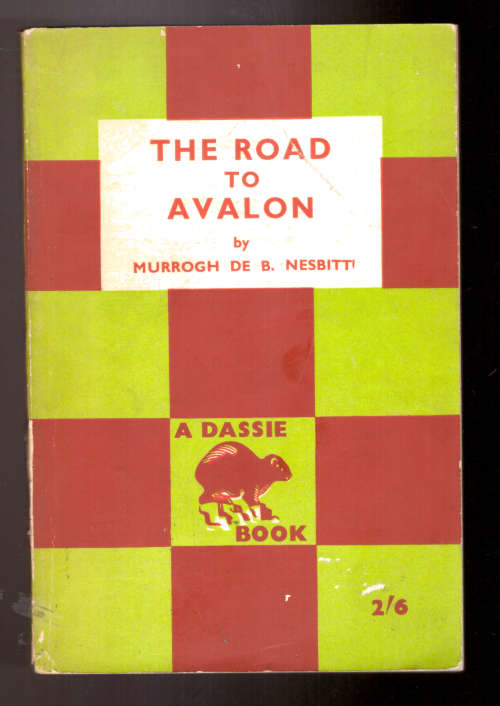 THE ROAD
TO
AVALON
by
MURROGH DE B. NESBITT
A DASSIE
BOOK
2/6